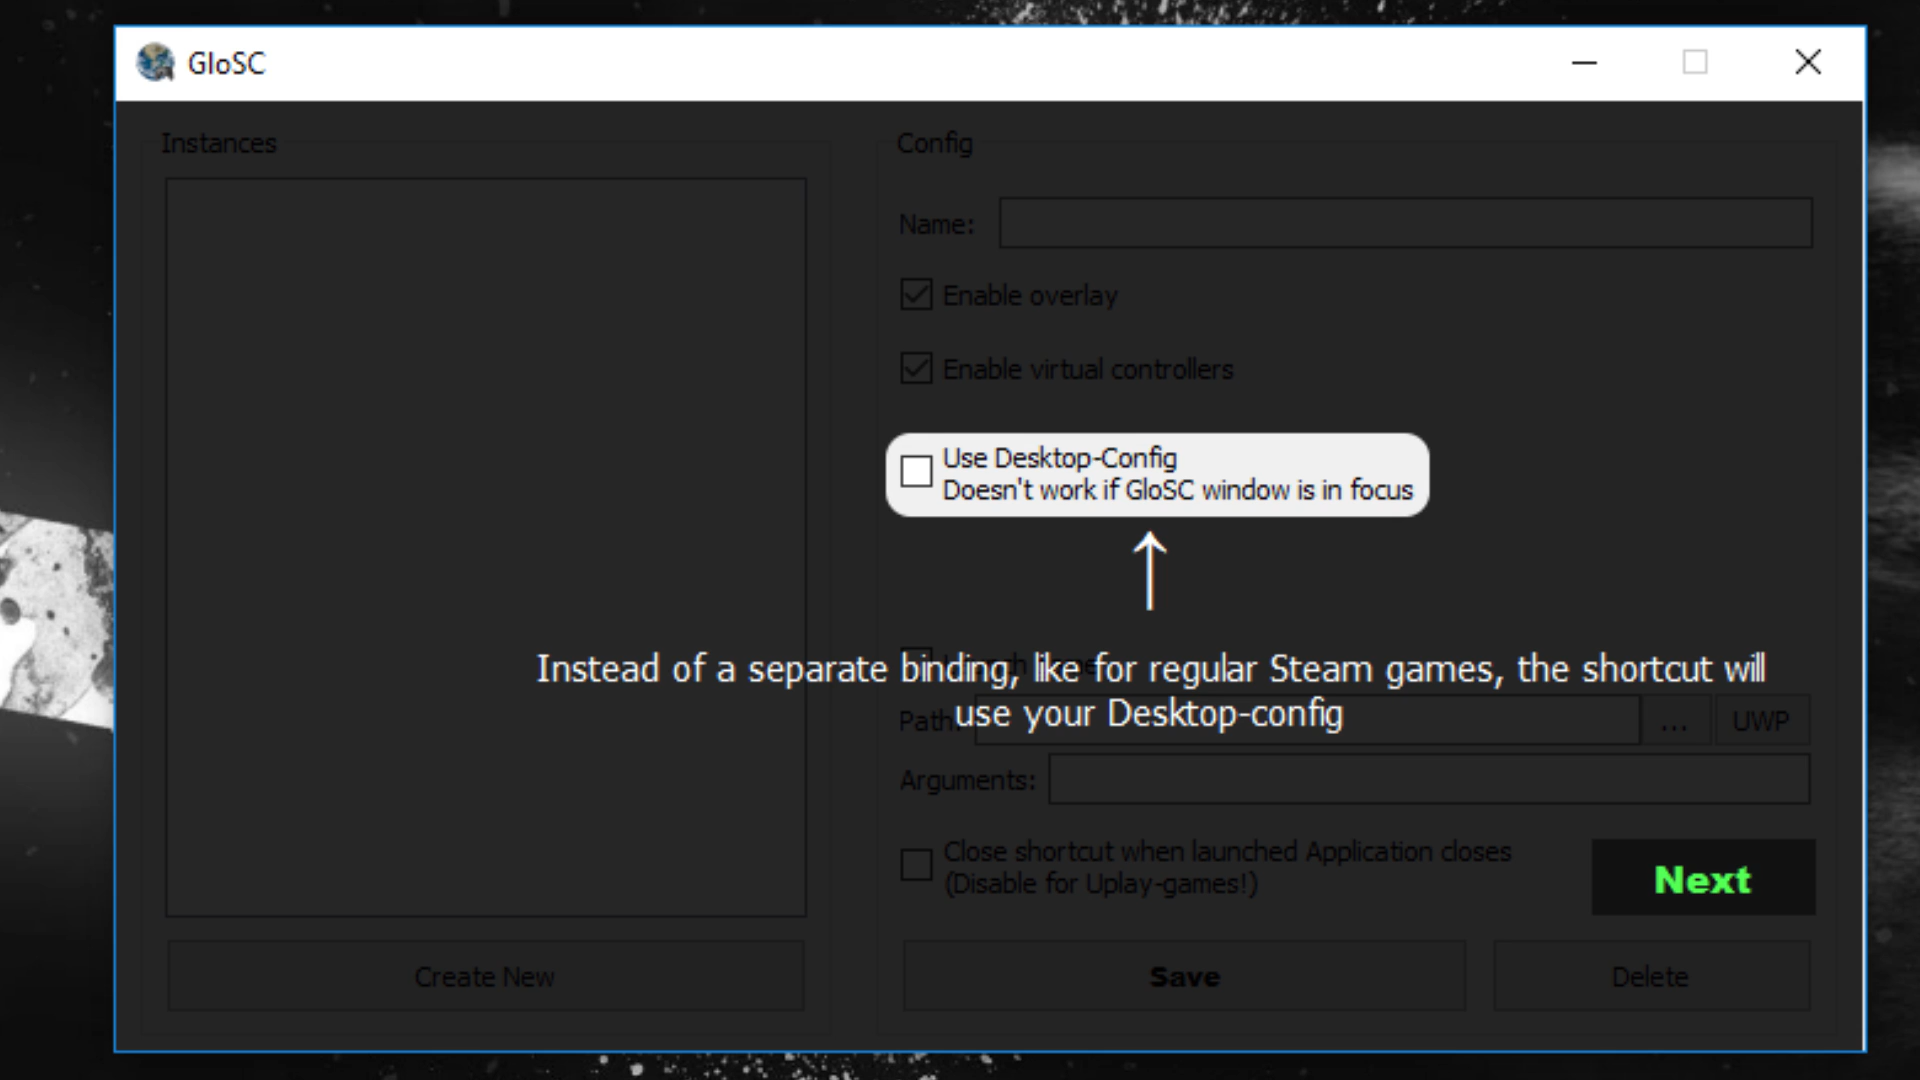 GloSC
Instances
Config
Name:
Enable overlay
Enable virtual controllers
Use Desktop-Config
Doesn't work if GloSC window is in focus
Instead of a separate binding, like for regular Steam games, the shortcut will
use your Desktop-config
Path:
...
UWP
Arguments:
Close shortcut when launched Application closes
(Disable for Uplay-games!)
Next
Create New
Save
Delete